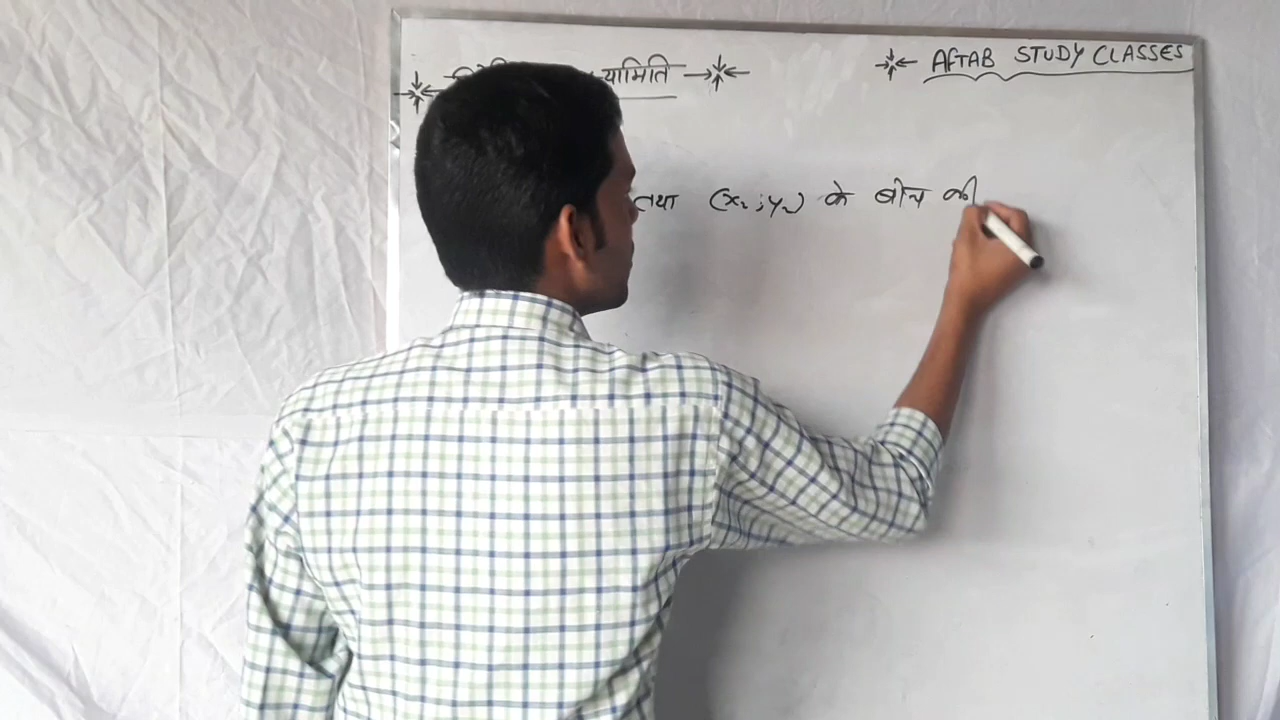 यामिति
AFTAB STUDY CLASSES
तथा (x₂ ; y₂) के बीच की